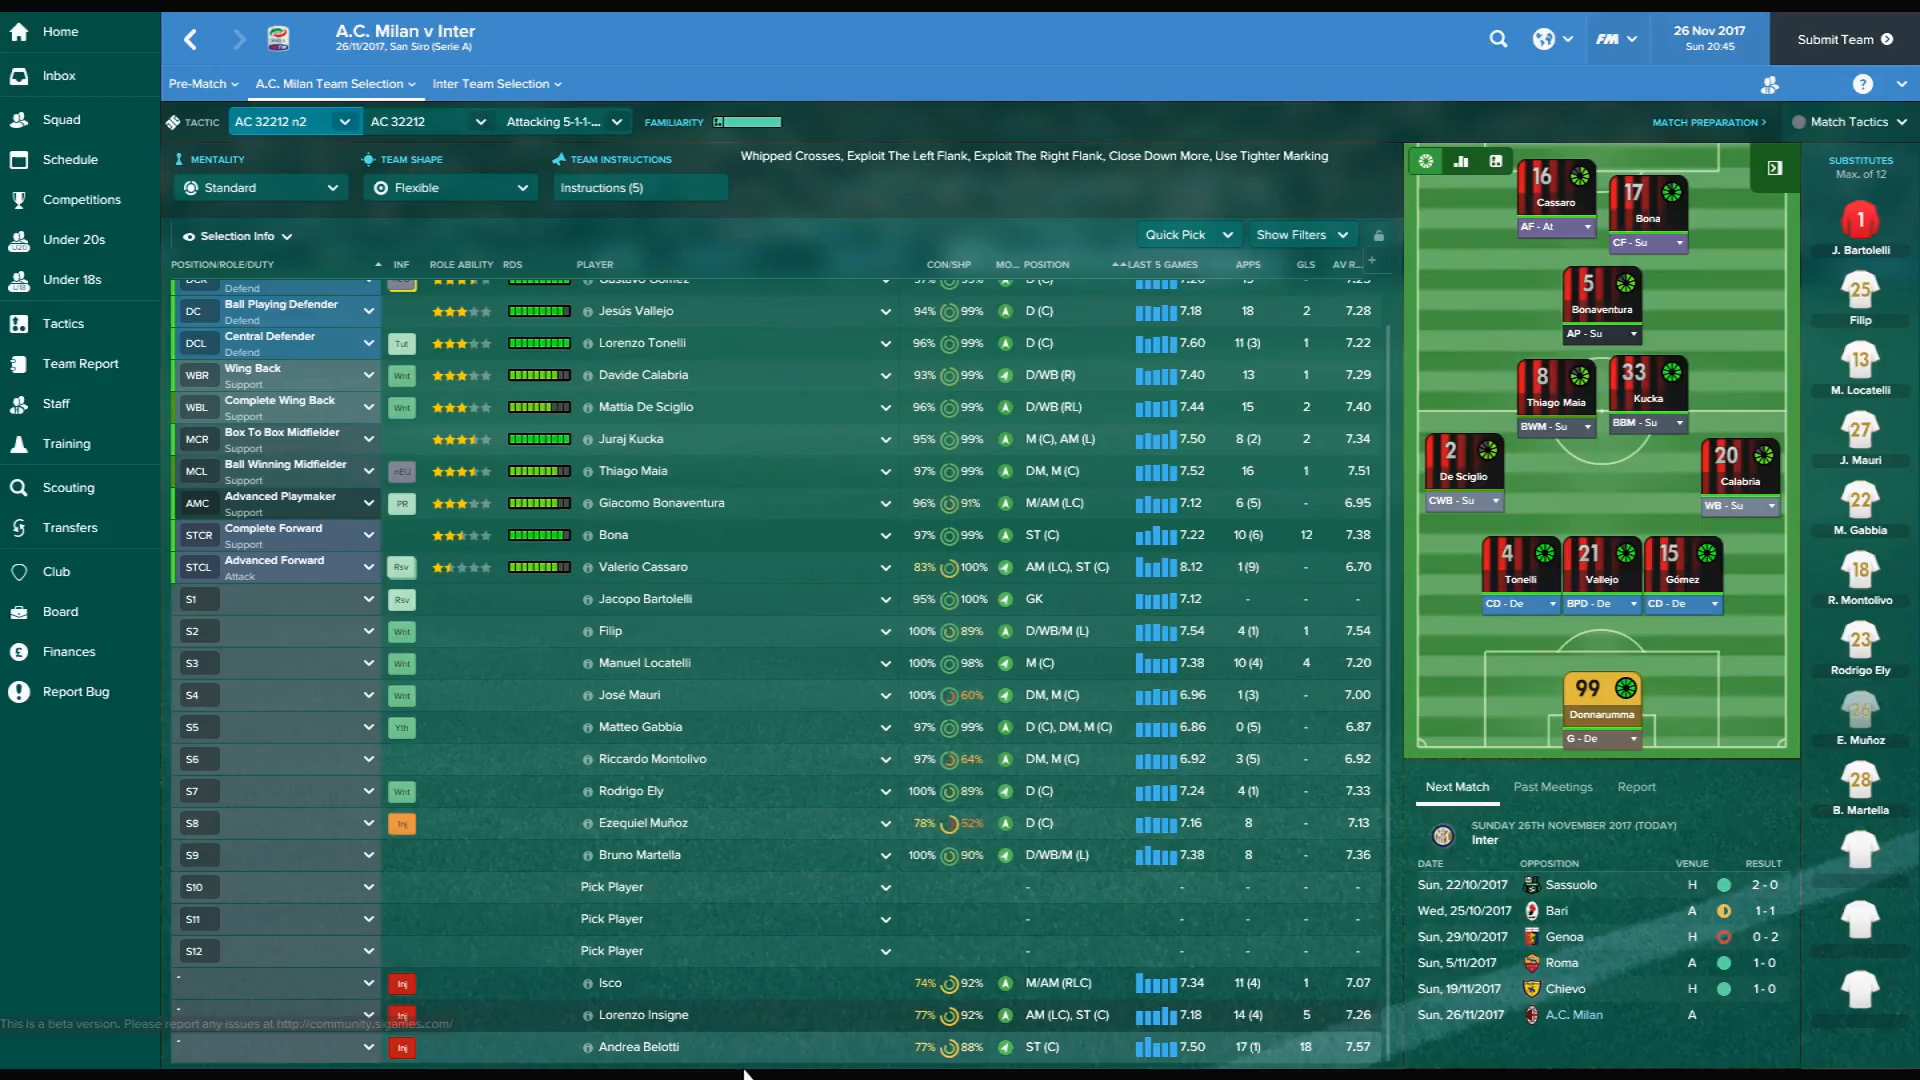 Home
Inbox
Squad
Schedule
Competitions
Under 20s
Under 18s
Tactics
Team Report
Staff
Training
Scouting
Transfers
Club
Board
Finances
Report Bug
A.C. Milan v Inter
26/11/2017, San Siro (Serie A)
FM
26 Nov 2017
Sun 20:45
Submit Team
Pre-Match
A.C. Milan Team Selection
Inter Team Selection
?
TACTIC AC 32212 n2 AC 32212 Attacking 5-1-1-... FAMILIARITY
MATCH PREPARATION > Match Tactics
MENTALITY TEAM SHAPE TEAM INSTRUCTIONS
Standard Flexible Instructions (5)
Whipped Crosses, Exploit The Left Flank, Exploit The Right Flank, Close Down More, Use Tighter Marking
Selection Info Quick Pick Show Filters
POSITION/ROLE/DUTY INF ROLE ABILITY RDS PLAYER CON/SHP MO... POSITION LAST 5 GAMES APPS GLS AV R...
Defend
DC Ball Playing Defender Defend Jesús Vallejo 94% 99% D (C) 7.18 18 2 7.28
DCL Central Defender Defend Tut Lorenzo Tonelli 96% 99% D (C) 7.60 11 (3) 1 7.22
WBR Wing Back Support Wnt Davide Calabria 93% 99% D/WB (R) 7.40 13 1 7.29
WBL Complete Wing Back Support Wnt Mattia De Sciglio 96% 99% D/WB (RL) 7.44 15 2 7.40
MCR Box To Box Midfielder Support Juraj Kucka 95% 99% M (C), AM (L) 7.50 8 (2) 2 7.34
MCL Ball Winning Midfielder Support nEU Thiago Maia 97% 99% DM, M (C) 7.52 16 1 7.51
AMC Advanced Playmaker Support PR Giacomo Bonaventura 96% 91% M/AM (LC) 7.12 6 (5) - 6.95
STCR Complete Forward Support Bona 97% 99% ST (C) 7.22 10 (6) 12 7.38
STCL Advanced Forward Attack Rsv Valerio Cassaro 83% 100% AM (LC), ST (C) 8.12 1 (9) - 6.70
S1 Rsv Jacopo Bartolelli 95% 100% GK 7.12 - - -
S2 Wnt Filip 100% 89% D/WB/M (L) 7.54 4 (1) 1 7.54
S3 Wnt Manuel Locatelli 100% 98% M (C) 7.38 10 (4) 4 7.20
S4 Wnt José Mauri 100% 60% DM, M (C) 6.96 1 (3) - 7.00
S5 Yth Matteo Gabbia 97% 99% D (C), DM, M (C) 6.86 0 (5) - 6.87
S6 Riccardo Montolivo 97% 64% DM, M (C) 6.92 3 (5) - 6.92
S7 Wnt Rodrigo Ely 100% 89% D (C) 7.24 4 (1) - 7.33
S8 Inj Ezequiel Muñoz 78% 52% D (C) 7.16 8 - 7.13
S9 Bruno Martella 100% 90% D/WB/M (L) 7.38 8 - 7.36
S10 Pick Player - - - -
S11 Pick Player - - - -
S12 Pick Player - - - -
- Inj Isco 74% 92% M/AM (RLC) 7.34 11 (4) 1 7.07
- Inj Lorenzo Insigne 77% 92% AM (LC), ST (C) 7.18 14 (4) 5 7.26
- Inj Andrea Belotti 77% 88% ST (C) 7.50 17 (1) 18 7.57
This is a beta version. Please report any issues at http://community.sigames.com/
16 Cassaro AF - At
17 Bona CF - Su
5 Bonaventura AP - Su
8 Thiago Maia BWM - Su
33 Kucka BBM - Su
2 De Sciglio CWB - Su
20 Calabria WB - Su
4 Tonelli CD - De
21 Vallejo BPD - De
15 Gómez CD - De
99 Donnarumma G - De
Next Match Past Meetings Report
SUNDAY 26TH NOVEMBER 2017 (TODAY)
Inter
DATE OPPOSITION VENUE RESULT
Sun, 22/10/2017 Sassuolo H 2 - 0
Wed, 25/10/2017 Bari A 1 - 1
Sun, 29/10/2017 Genoa H 0 - 2
Sun, 5/11/2017 Roma A 1 - 0
Sun, 19/11/2017 Chievo H 1 - 0
Sun, 26/11/2017 A.C. Milan A
SUBSTITUTES
Max. of 12
1
J. Bartolelli
25
Filip
13
M. Locatelli
27
J. Mauri
22
M. Gabbia
18
R. Montolivo
23
Rodrigo Ely
26
E. Muñoz
28
B. Martella